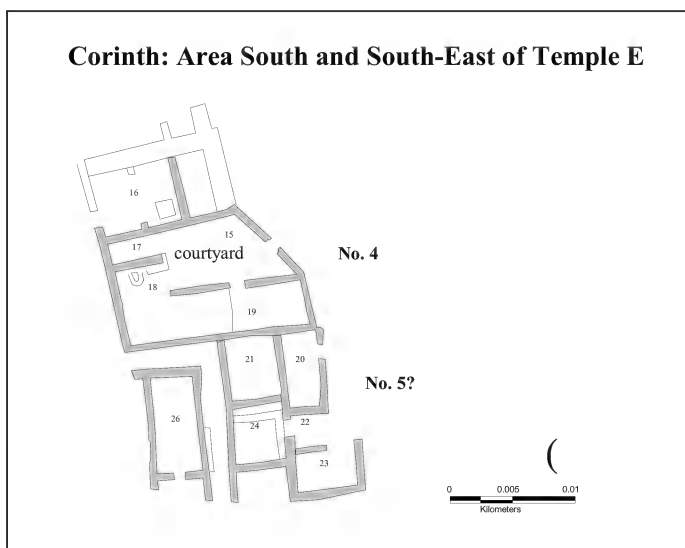 Corinth: Area South and South-East of Temple E
16
15
17
courtyard
No. 4
18
19
21
20
No. 5?
26
24
22
23
(
0 0.005 0.01
Kilometers